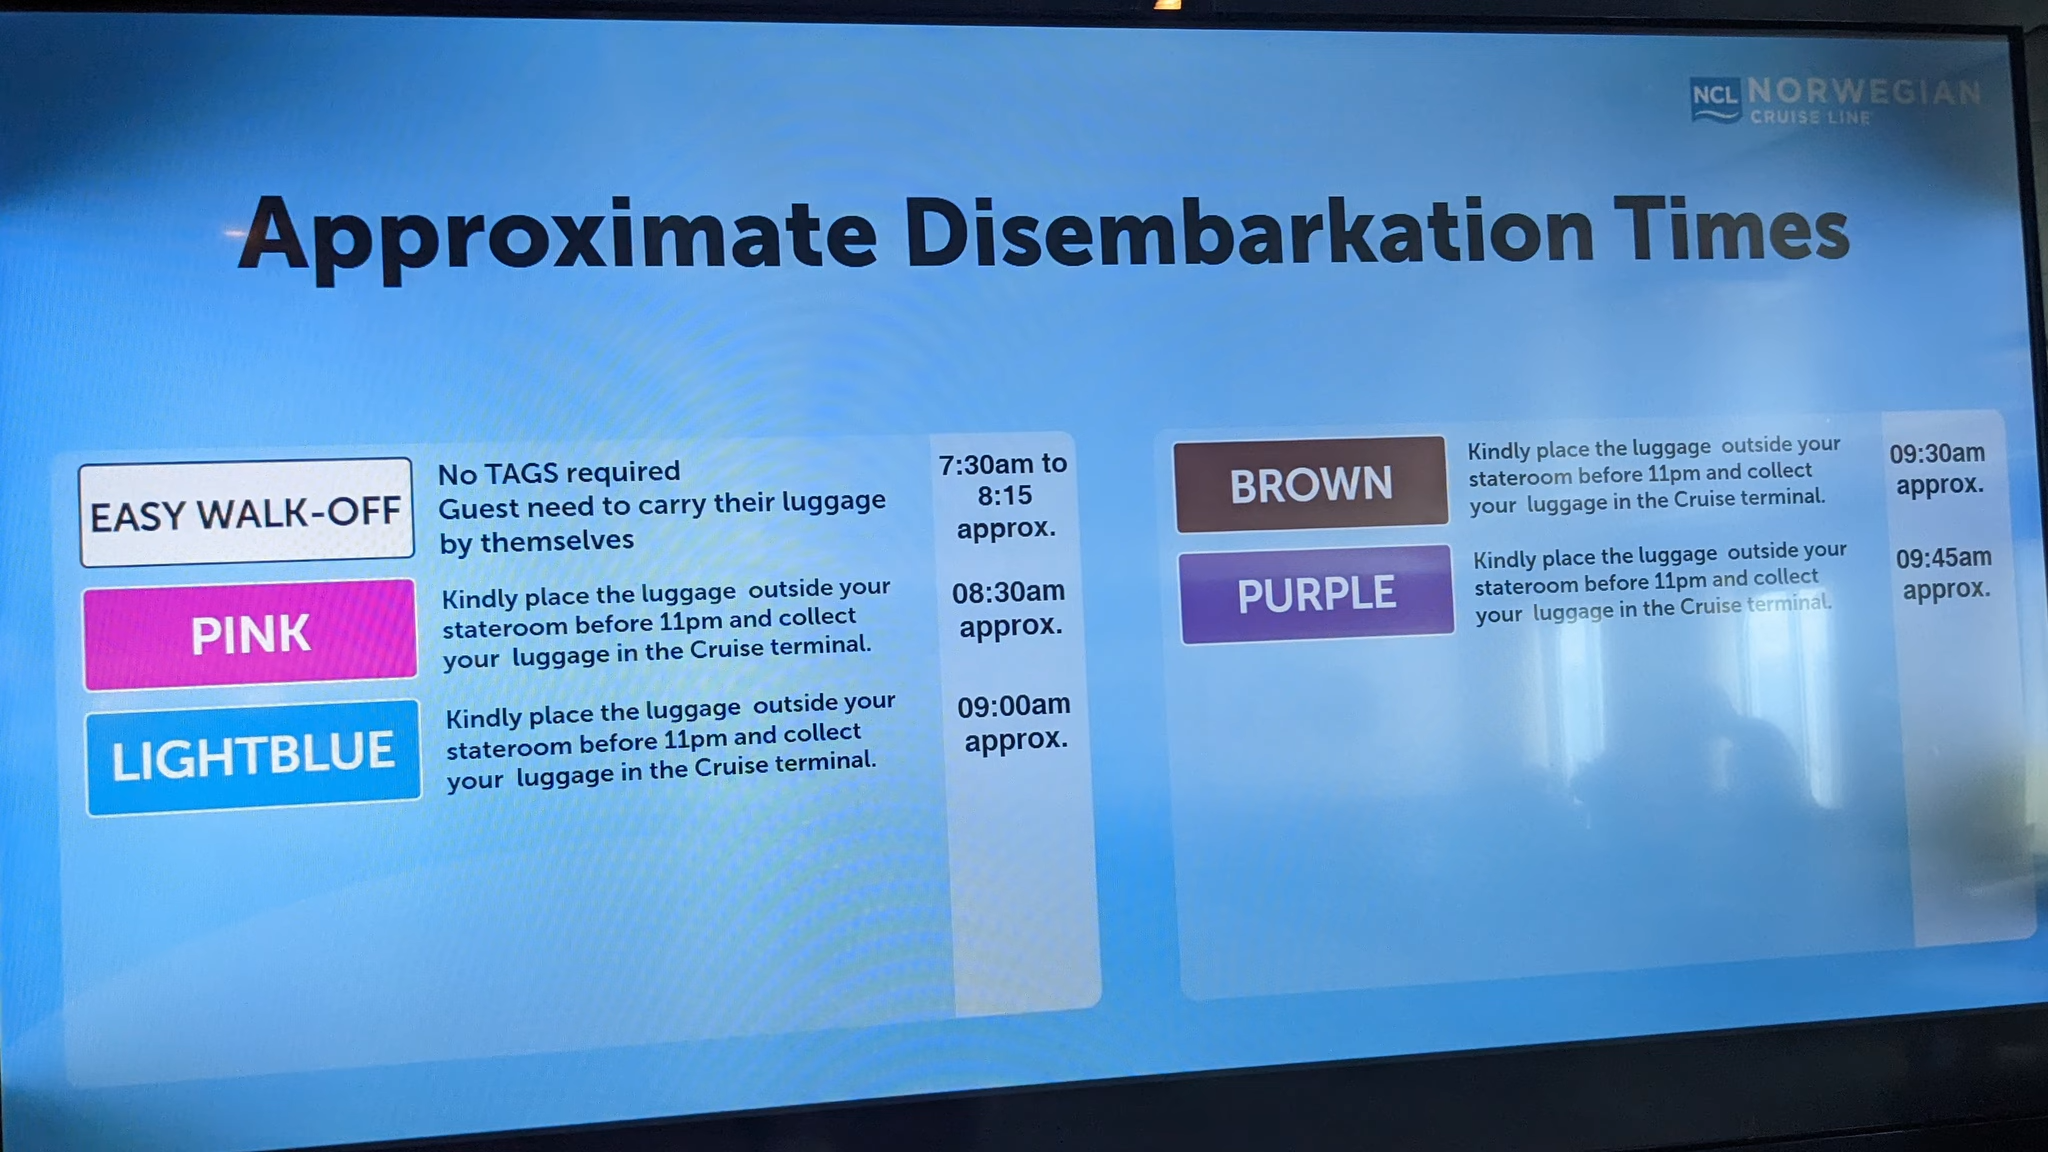 NCL NORWEGIAN
CRUISE LINE
Approximate Disembarkation Times
EASY WALK-OFF
No TAGS required
Guest need to carry their luggage
by themselves
7:30am to
8:15
approx.
PINK
Kindly place the luggage outside your
stateroom before 11pm and collect
your luggage in the Cruise terminal.
08:30am
approx.
LIGHTBLUE
Kindly place the luggage outside your
stateroom before 11pm and collect
your luggage in the Cruise terminal.
09:00am
approx.
BROWN
Kindly place the luggage outside your
stateroom before 11pm and collect
your luggage in the Cruise terminal.
09:30am
approx.
PURPLE
Kindly place the luggage outside your
stateroom before 11pm and collect
your luggage in the Cruise terminal.
09:45am
approx.